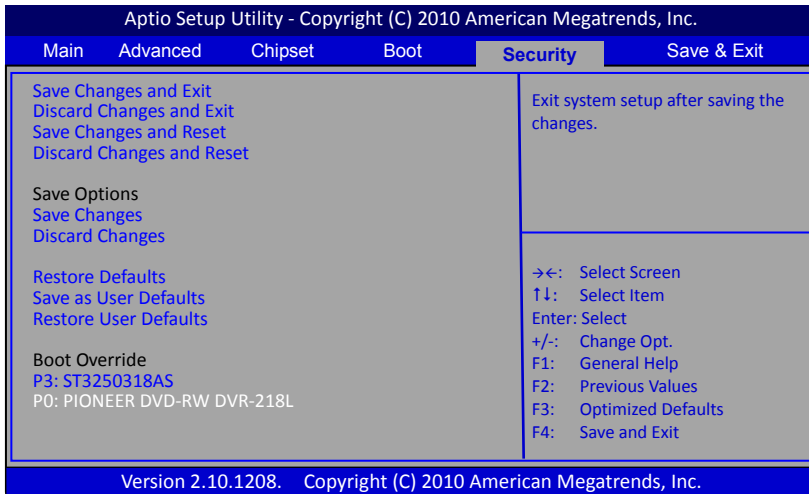 Aptio Setup Utility - Copyright (C) 2010 American Megatrends, Inc.
Main Advanced Chipset Boot Security Save & Exit
Save Changes and Exit
Discard Changes and Exit
Save Changes and Reset
Discard Changes and Reset
Save Options
Save Changes
Discard Changes
Restore Defaults
Save as User Defaults
Restore User Defaults
Boot Override
P3: ST3250318AS
P0: PIONEER DVD-RW DVR-218L
Exit system setup after saving the
changes.
→←: Select Screen
↑↓: Select Item
Enter: Select
+/-: Change Opt.
F1: General Help
F2: Previous Values
F3: Optimized Defaults
F4: Save and Exit
Version 2.10.1208. Copyright (C) 2010 American Megatrends, Inc.